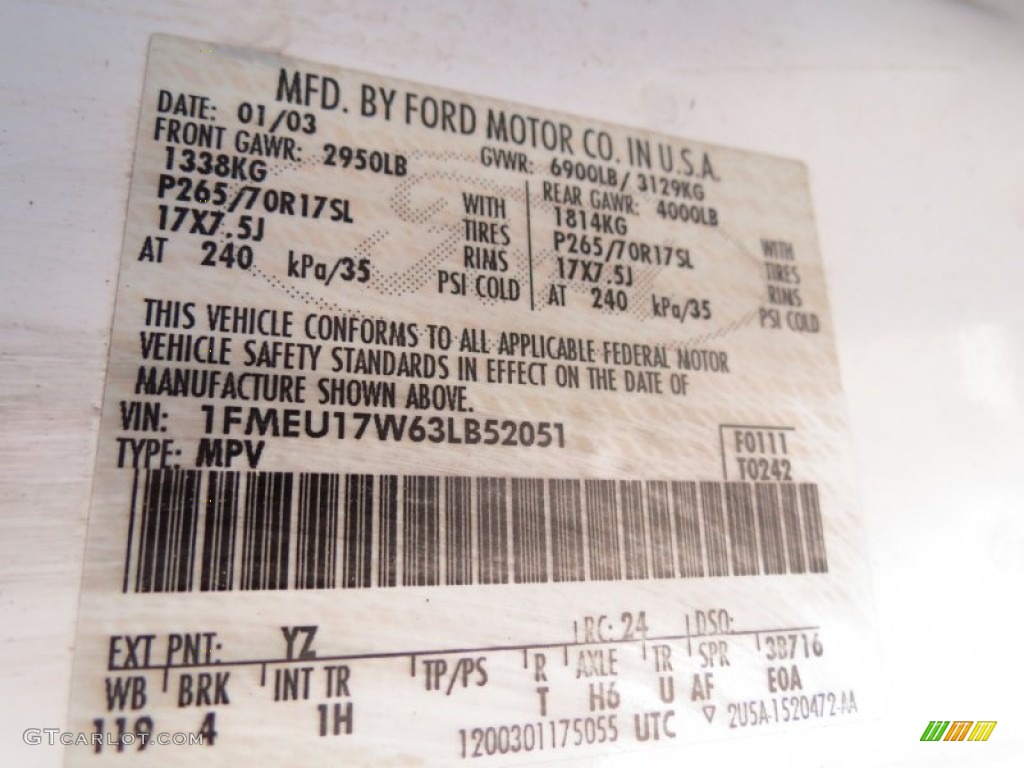 MFD. BY FORD MOTOR CO. IN U.S.A.
DATE: 01/03 GVWR: 6900LB/ 3129KG
FRONT GAWR: 2950LB REAR GAWR: 4000LB
1338KG WITH 1814KG WITH
P265/70R17SL TIRES P265/70R17SL TIRES
17X7.5J RIMS 17X7.5J RIMS
AT 240 kPa/35 PSI COLD AT 240 kPa/35 PSI COLD
THIS VEHICLE CONFORMS TO ALL APPLICABLE FEDERAL MOTOR
VEHICLE SAFETY STANDARDS IN EFFECT ON THE DATE OF
MANUFACTURE SHOWN ABOVE.
VIN: 1FMEU17W63LB52051 F0111
TYPE: MPV T0242
EXT PNT: YZ RC: 24 DSO: 3B716
WB BRK INT TR TP/PS R AXLE TR SPR E0A
119 4 1H T H6 U AF
1200301175055 UTC ▽ 2U5A-1520472-AA
GTcarlot.com